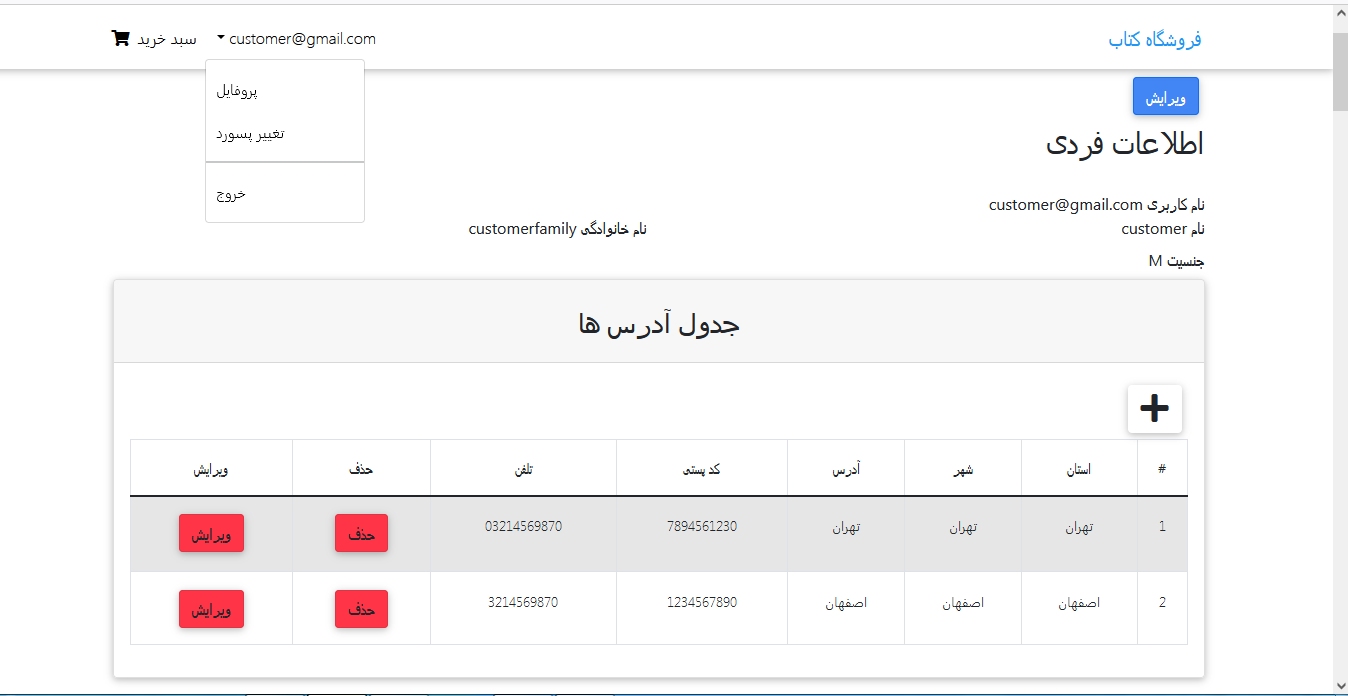 فروشگاه کتاب
customer@gmail.com
سبد خرید
پروفایل
تغییر پسورد
خروج
ویرایش
اطلاعات فردی
نام کاربری customer@gmail.com
نام customer
نام خانوادگی customerfamily
جنسیت M
جدول آدرس ها
# استان شهر آدرس کد پستی تلفن حذف ویرایش
1 تهران تهران تهران 7894561230 03214569870 حذف ویرایش
2 اصفهان اصفهان اصفهان 1234567890 3214569870 حذف ویرایش